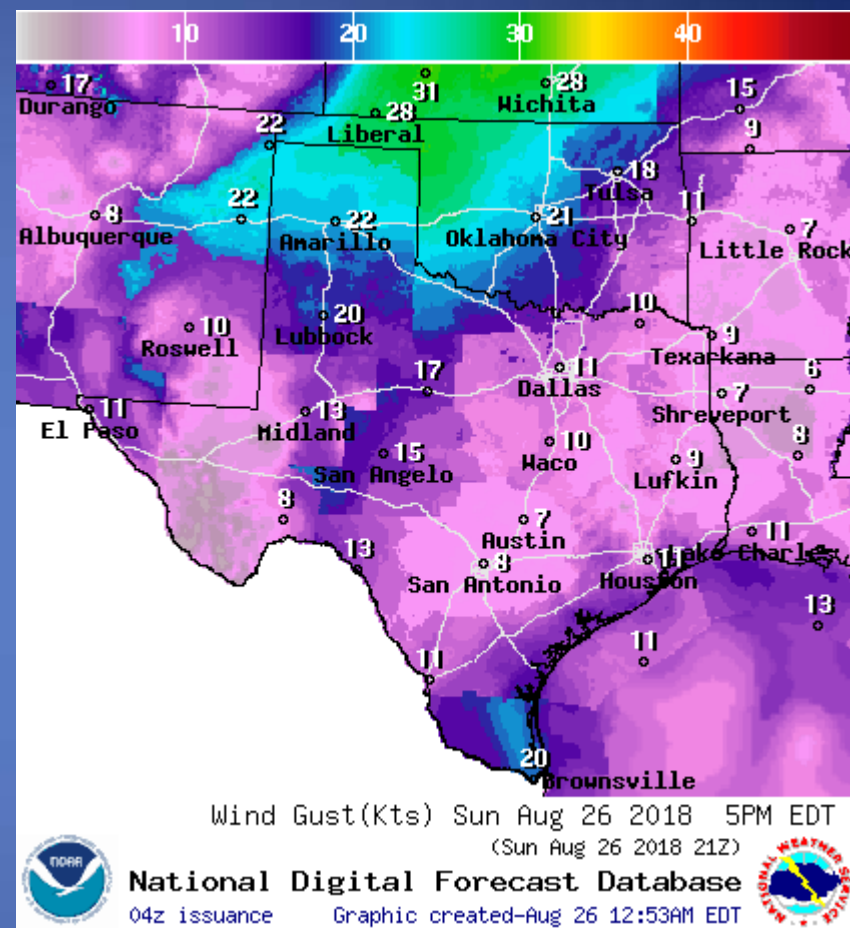 10 20 30 40
17
Durango
31
28
Wichita
15
28
Liberal
22
9
18
Tulsa
8
Albuquerque
22
22
Amarillo
21
Oklahoma City
11
7
Little Rock
10
Roswell
20
Lubbock
10
9
Texarkana
17
11
Dallas
6
7
Shreveport
11
El Paso
13
Midland
15
San Angelo
10
Waco
9
Lufkin
8
8
7
Austin
11
Lake Charles
13
8
San Antonio
11
Houston
13
11
11
20
Brownsville
Wind Gust(Kts) Sun Aug 26 2018 5PM EDT
(Sun Aug 26 2018 21Z)
National Digital Forecast Database
04z issuance Graphic created-Aug 26 12:53AM EDT
NOAA
NATIONAL WEATHER SERVICE